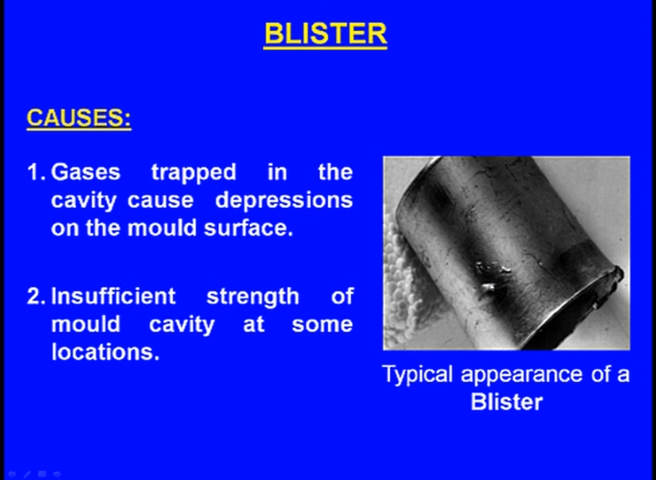 BLISTER
CAUSES:
1. Gases trapped in the
cavity cause depressions
on the mould surface.
2. Insufficient strength of
mould cavity at some
locations.
Typical appearance of a
Blister